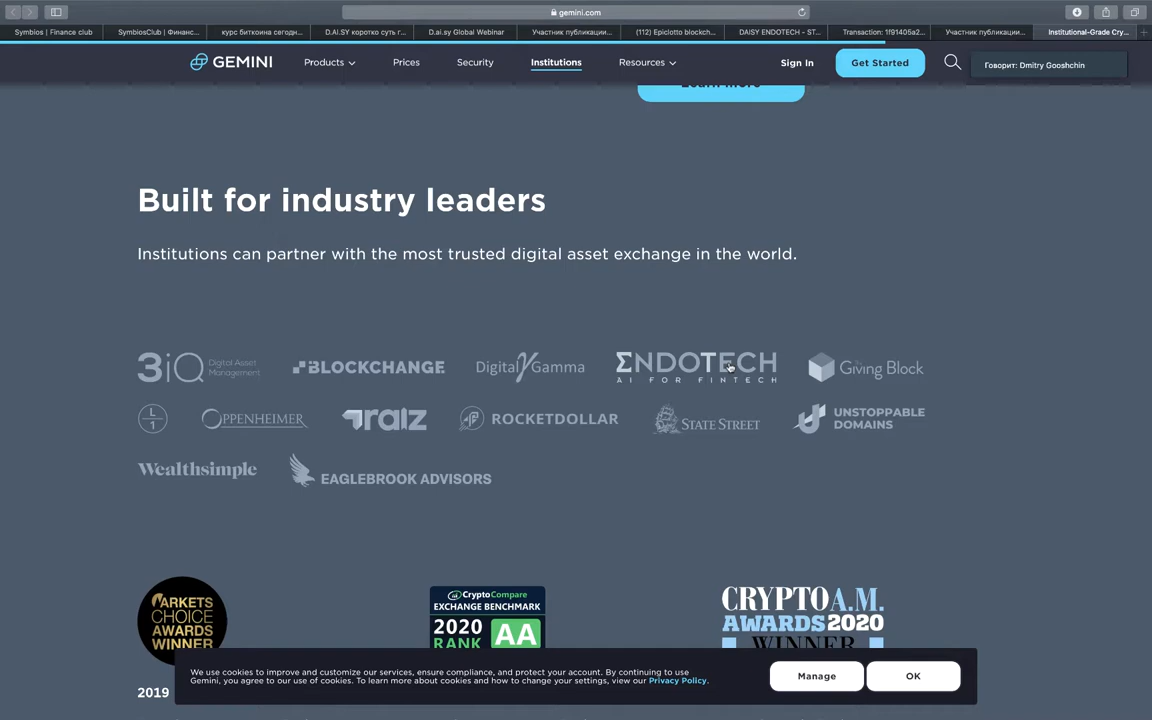 gemini.com
Symbios | Finance club
SymbiosClub | Финанс...
курс биткоина сегодн...
D.AI.SY коротко суть г...
D.ai.sy Global Webinar
Участник публикации...
(112) Epiclotto blockch...
DAISY ENDOTECH - ST...
Transaction: 1f91405a2...
Участник публикации...
Institutional-Grade Cry...
GEMINI
Products
Prices
Security
Institutions
Resources
Sign In
Get Started
Говорит: Dmitry Gooshchin
Learn more
Built for industry leaders
Institutions can partner with the most trusted digital asset exchange in the world.
3iQ Digital Asset Management
BLOCKCHANGE
Digital Gamma
ΣNDOTECH
AI FOR FINTECH
The Giving Block
L
1
OPPENHEIMER
raiz
ROCKETDOLLAR
STATE STREET
UNSTOPPABLE
DOMAINS
Wealthsimple
EAGLEBROOK ADVISORS
MARKETS
CHOICE
AWARDS
WINNER
CryptoCompare
EXCHANGE BENCHMARK
2020
RANK
AA
CRYPTO A.M.
AWARDS 2020
WINNER
We use cookies to improve and customize our services, ensure compliance, and protect your account. By continuing to use
Gemini, you agree to our use of cookies. To learn more about cookies and how to change your settings, view our Privacy Policy.
Manage
OK
2019